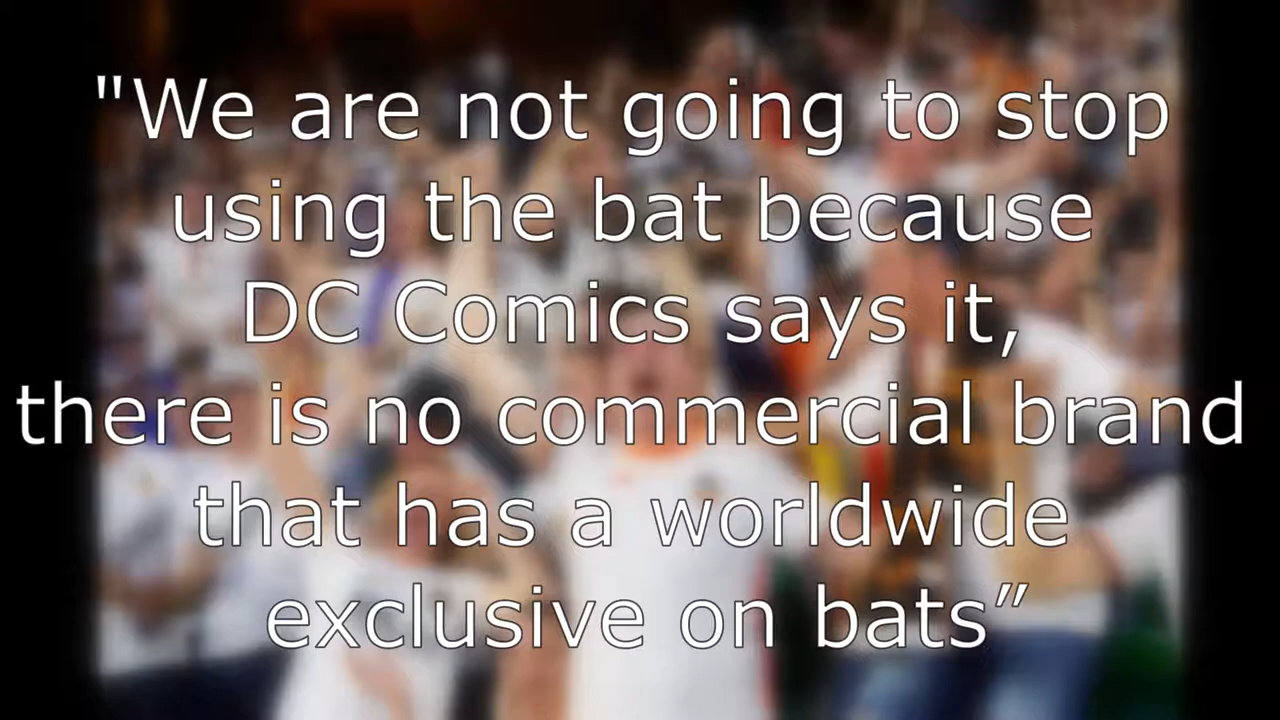 "We are not going to stop
using the bat because
DC Comics says it,
there is no commercial brand
that has a worldwide
exclusive on bats”